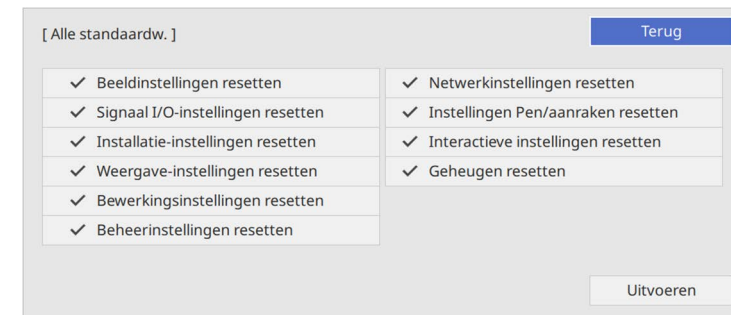 [ Alle standaardw. ]
Terug
Beeldinstellingen resetten
Signaal I/O-instellingen resetten
Installatie-instellingen resetten
Weergave-instellingen resetten
Bewerkingsinstellingen resetten
Beheerinstellingen resetten
Netwerkinstellingen resetten
Instellingen Pen/aanraken resetten
Interactieve instellingen resetten
Geheugen resetten
Uitvoeren